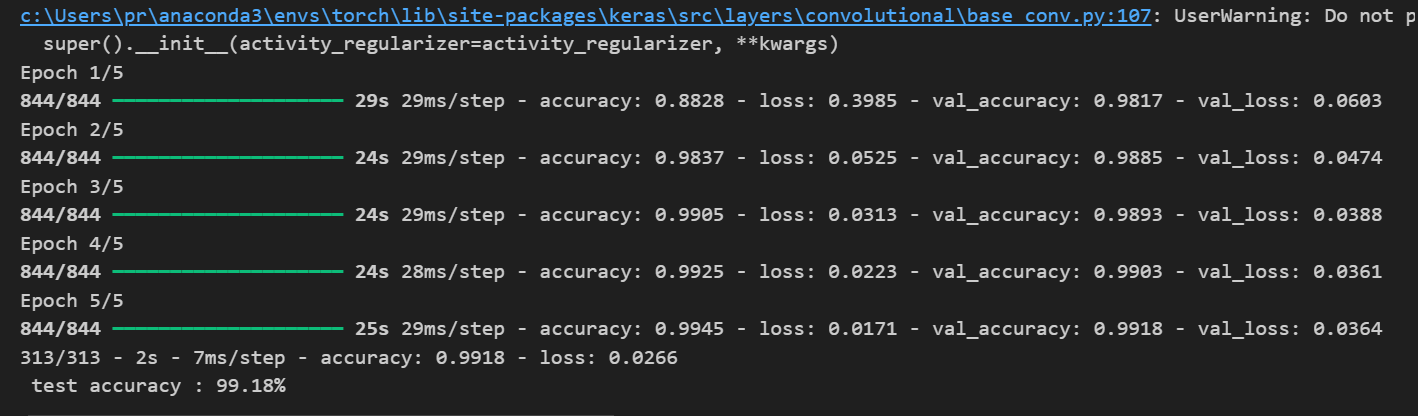 c:\Users\pr\anaconda3\envs\torch\lib\site-packages\keras\src\layers\convolutional\base_conv.py:107: UserWarning: Do not p
super().__init__(activity_regularizer=activity_regularizer, **kwargs)
Epoch 1/5
844/844 ━━━━━━━━━━━━━━━━━━━━ 29s 29ms/step - accuracy: 0.8828 - loss: 0.3985 - val_accuracy: 0.9817 - val_loss: 0.0603
Epoch 2/5
844/844 ━━━━━━━━━━━━━━━━━━━━ 24s 29ms/step - accuracy: 0.9837 - loss: 0.0525 - val_accuracy: 0.9885 - val_loss: 0.0474
Epoch 3/5
844/844 ━━━━━━━━━━━━━━━━━━━━ 24s 29ms/step - accuracy: 0.9905 - loss: 0.0313 - val_accuracy: 0.9893 - val_loss: 0.0388
Epoch 4/5
844/844 ━━━━━━━━━━━━━━━━━━━━ 24s 28ms/step - accuracy: 0.9925 - loss: 0.0223 - val_accuracy: 0.9903 - val_loss: 0.0361
Epoch 5/5
844/844 ━━━━━━━━━━━━━━━━━━━━ 25s 29ms/step - accuracy: 0.9945 - loss: 0.0171 - val_accuracy: 0.9918 - val_loss: 0.0364
313/313 - 2s - 7ms/step - accuracy: 0.9918 - loss: 0.0266
test accuracy : 99.18%